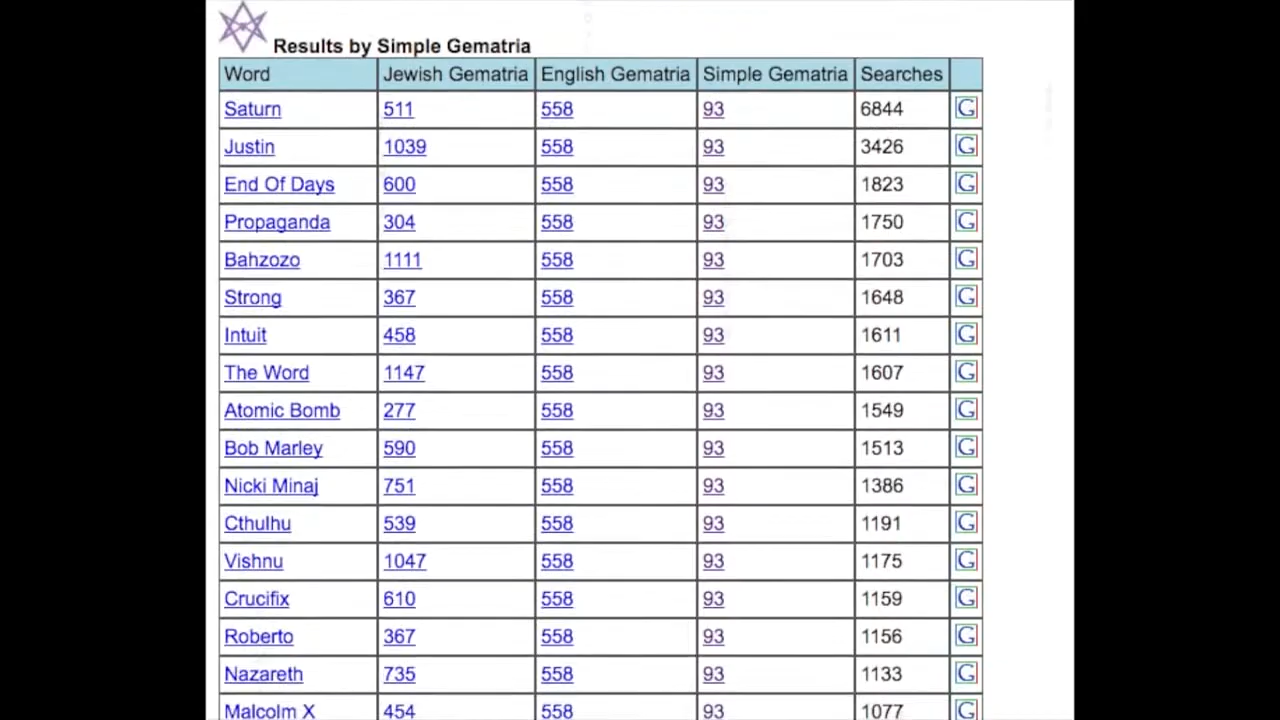 Results by Simple Gematria
Word Jewish Gematria English Gematria Simple Gematria Searches
Saturn 511 558 93 6844 G
Justin 1039 558 93 3426 G
End Of Days 600 558 93 1823 G
Propaganda 304 558 93 1750 G
Bahzozo 1111 558 93 1703 G
Strong 367 558 93 1648 G
Intuit 458 558 93 1611 G
The Word 1147 558 93 1607 G
Atomic Bomb 277 558 93 1549 G
Bob Marley 590 558 93 1513 G
Nicki Minaj 751 558 93 1386 G
Cthulhu 539 558 93 1191 G
Vishnu 1047 558 93 1175 G
Crucifix 610 558 93 1159 G
Roberto 367 558 93 1156 G
Nazareth 735 558 93 1133 G
Malcolm X 454 558 93 1077 G